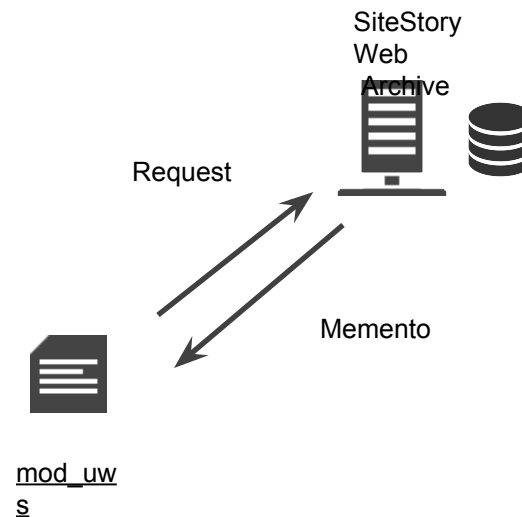 SiteStory
Web
Archive
Request
Memento
mod_uw
s